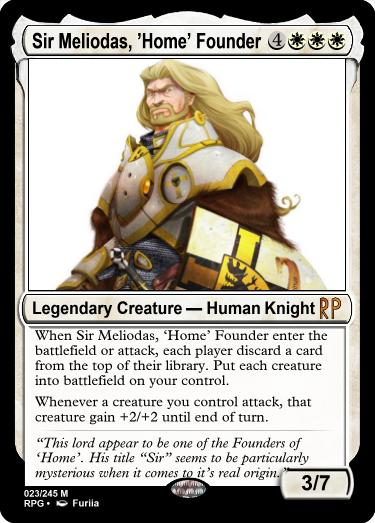 Sir Meliodas, 'Home' Founder 4
Legendary Creature — Human Knight RP
When Sir Meliodas, 'Home' Founder enter the
battlefield or attack, each player discard a card
from the top of their library. Put each creature
into battlefield on your control.
Whenever a creature you control attack, that
creature gain +2/+2 until end of turn.
“This lord appear to be one of the Founders of
‘Home’. His title “Sir” seems to be particularly
mysterious when it comes to it’s real origin.”
3/7
023/245 M
RPG • Furiia